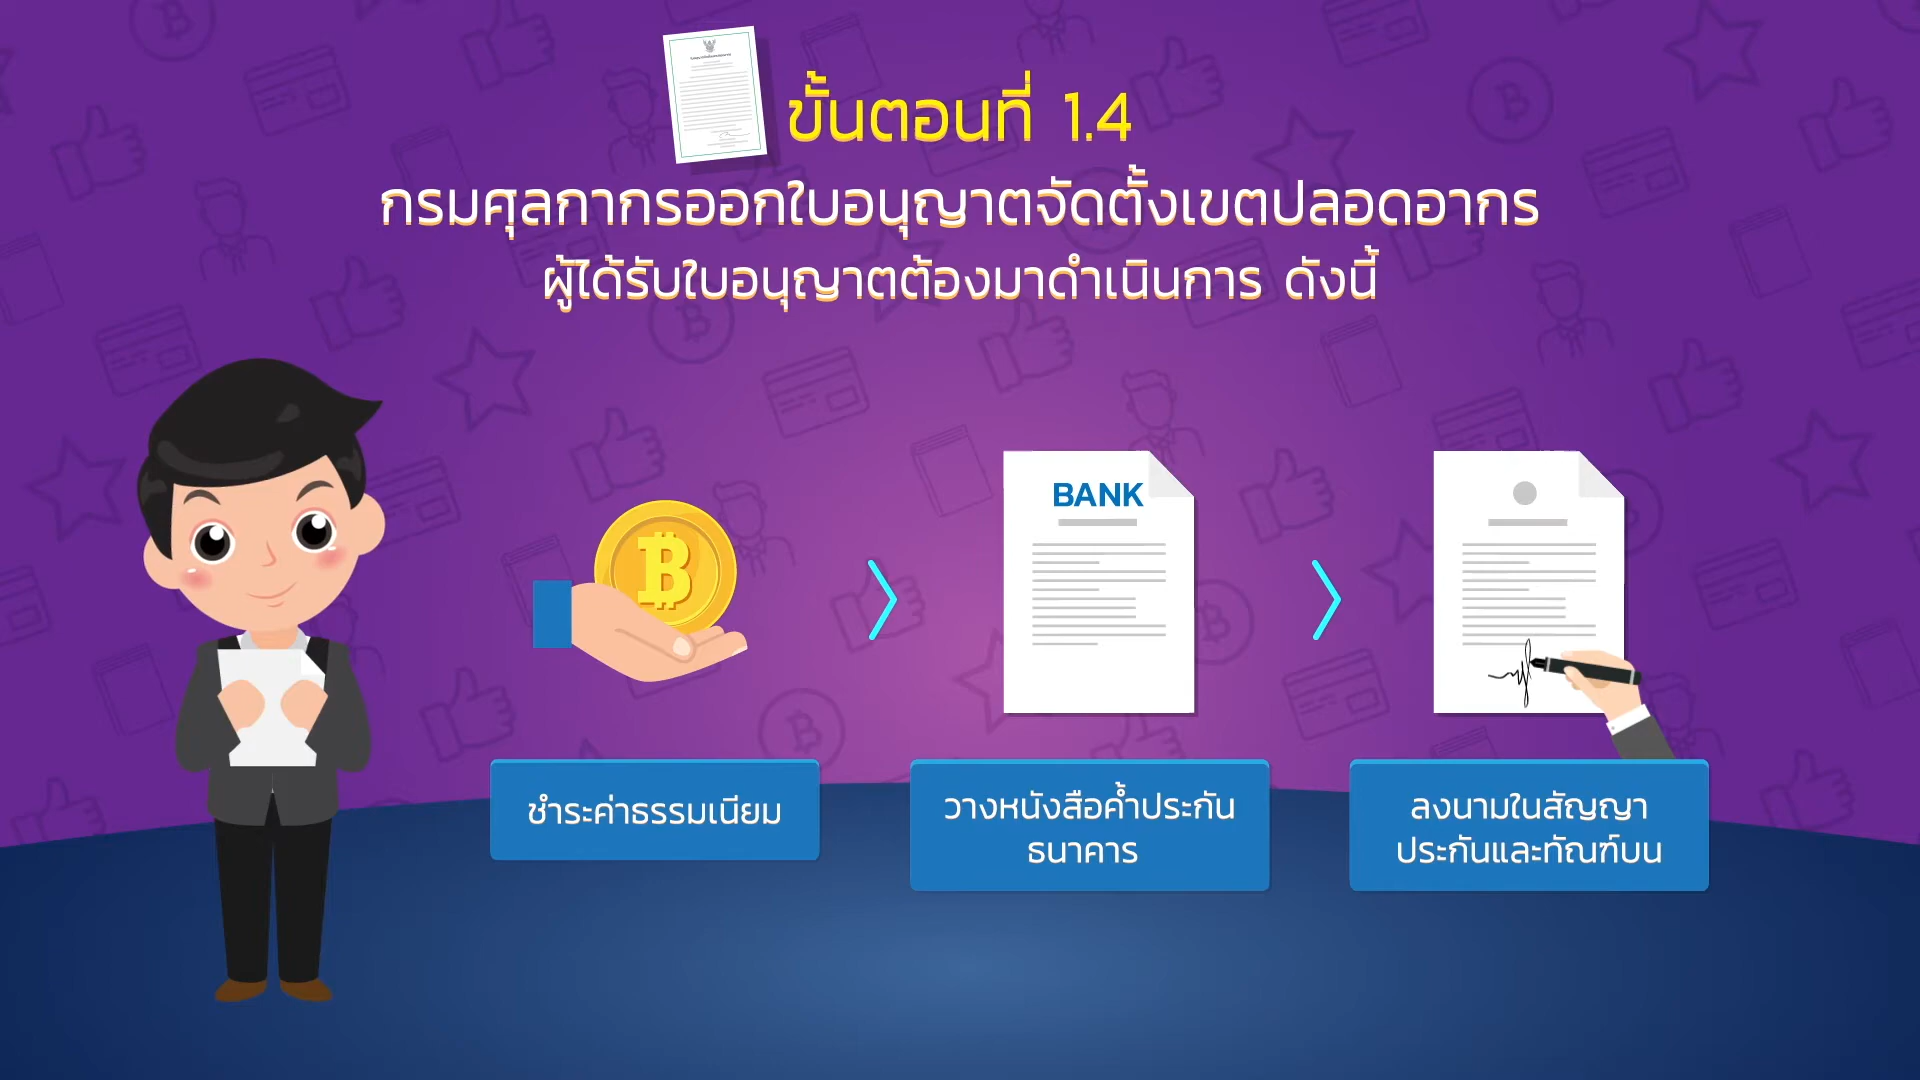 ขั้นตอนที่ 1.4
กรมศุลกากรออกใบอนุญาตจัดตั้งเขตปลอดอากร
ผู้ได้รับใบอนุญาตต้องมาดำเนินการ ดังนี้
BANK
ชำระค่าธรรมเนียม
วางหนังสือค้ำประกัน
ธนาคาร
ลงนามในสัญญา
ประกันและทัณฑ์บน